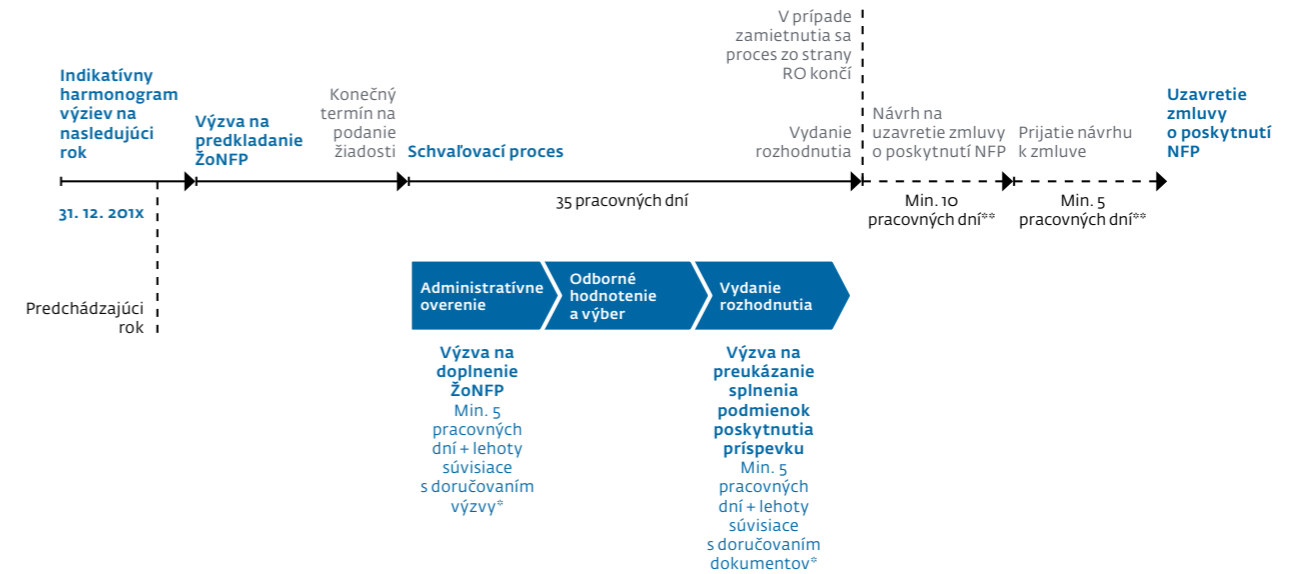 Indikatívny
harmonogram
výziev na
nasledujúci
rok
31. 12. 201x
Predchádzajúci
rok
Výzva na
predkladanie
ŽoNFP
Konečný
termín na
podanie
žiadosti
Schvaľovací proces
35 pracovných dní
V prípade
zamietnutia sa
proces zo strany
RO končí
Vydanie
rozhodnutia
Návrh na
uzavretie zmluvy
o poskytnutí NFP
Min. 10
pracovných dní**
Prijatie návrhu
k zmluve
Min. 5
pracovných dní**
Uzavretie
zmluvy
o poskytnutí
NFP
Administratívne
overenie
Odborné
hodnotenie
a výber
Vydanie
rozhodnutia
Výzva na
doplnenie
ŽoNFP
Min. 5
pracovných
dní + lehoty
súvisiace
s doručovaním
výzvy*
Výzva na
preukázanie
splnenia
podmienok
poskytnutia
príspevku
Min. 5
pracovných
dní + lehoty
súvisiace
s doručovaním
dokumentov*